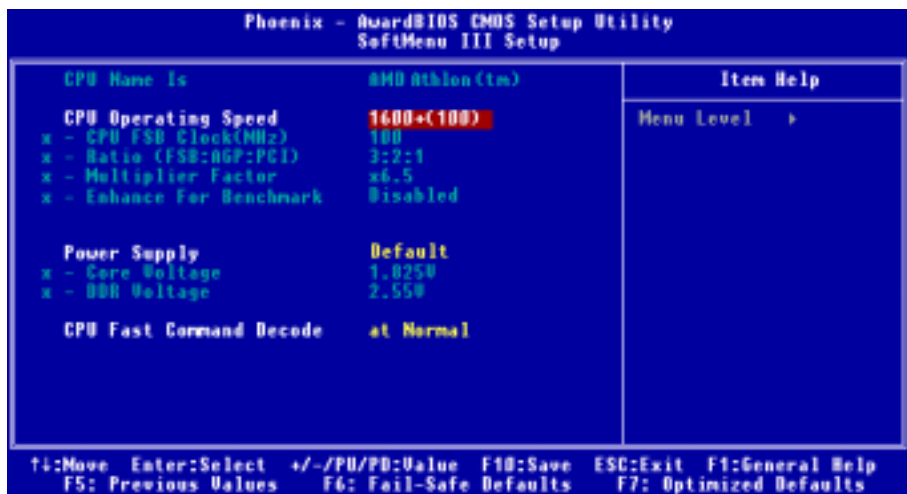 Phoenix - AwardBIOS CMOS Setup Utility
SoftMenu III Setup
CPU Name Is AMD Athlon(tm)
Item Help
CPU Operating Speed 1600+(100)
Menu Level ▸
x - CPU FSB Clock(MHz) 100
x - Ratio (FSB:AGP:PCI) 3:2:1
x - Multiplier Factor x6.5
x - Enhance For Benchmark Disabled
Power Supply Default
x - Core Voltage 1.825V
x - DDR Voltage 2.55V
CPU Fast Command Decode at Normal
↑↓:Move Enter:Select +/-/PU/PD:Value F10:Save ESC:Exit F1:General Help
F5: Previous Values F6: Fail-Safe Defaults F7: Optimized Defaults